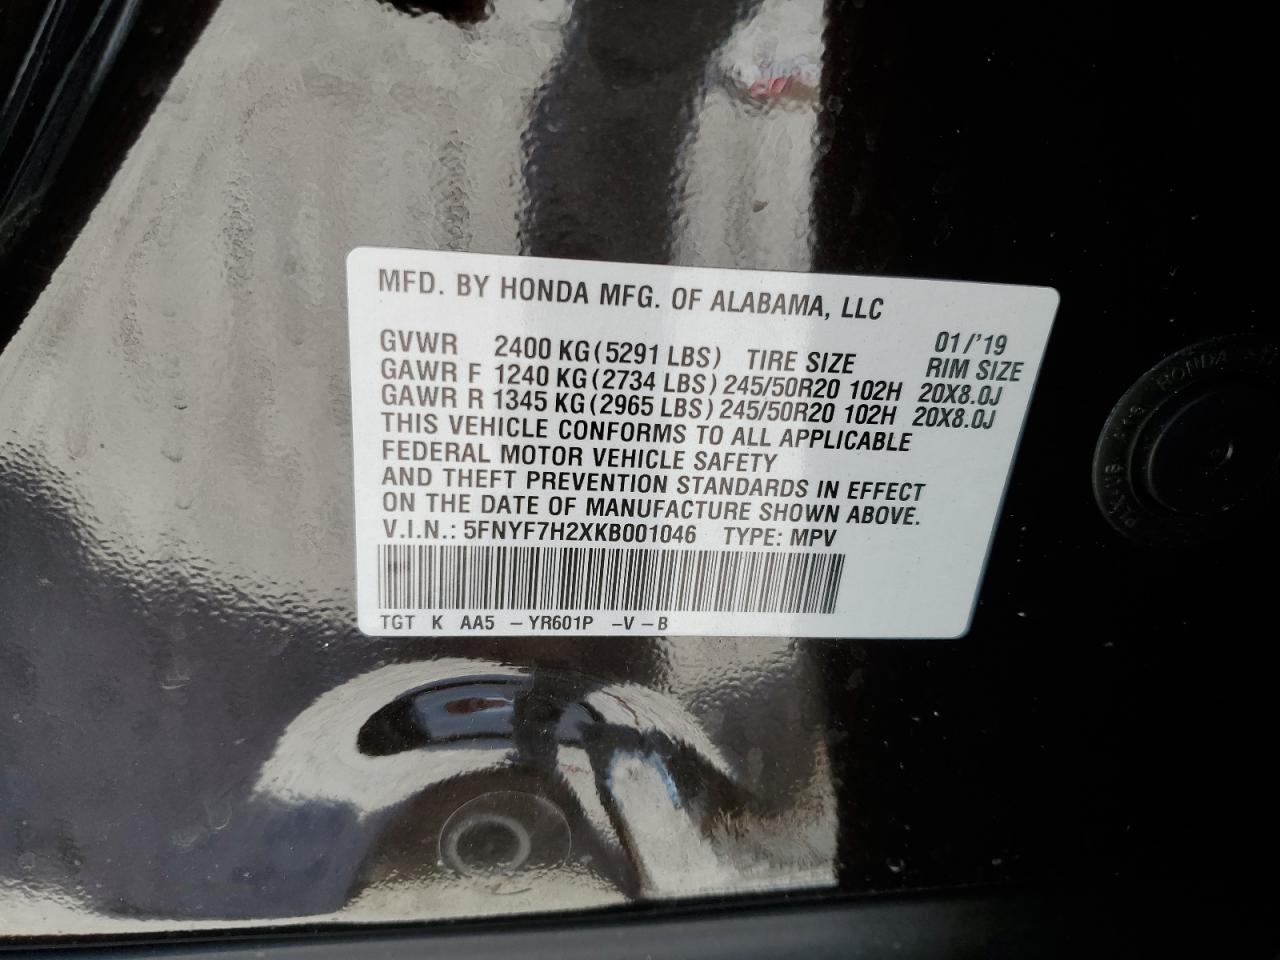 MFD. BY HONDA MFG. OF ALABAMA, LLC
01/'19
GVWR 2400 KG(5291 LBS) TIRE SIZE RIM SIZE
GAWR F 1240 KG(2734 LBS) 245/50R20 102H 20X8.0J
GAWR R 1345 KG(2965 LBS) 245/50R20 102H 20X8.0J
THIS VEHICLE CONFORMS TO ALL APPLICABLE
FEDERAL MOTOR VEHICLE SAFETY
AND THEFT PREVENTION STANDARDS IN EFFECT
ON THE DATE OF MANUFACTURE SHOWN ABOVE.
V.I.N.: 5FNYF7H2XKB001046 TYPE: MPV
TGT K AA5 -YR601P -V-B
HONDA